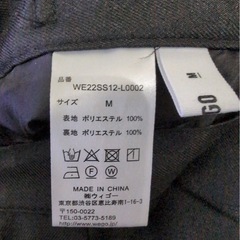 品番 WE22SS12-L0002
サイズ M
表地 ポリエステル 100%
裏地 ポリエステル 100%
MADE IN CHINA
㈱ウィゴー
〒150-0022
東京都渋谷区恵比寿南1-16-3
TEL 03-5773-5189
http://www.wego.jp
M
GO